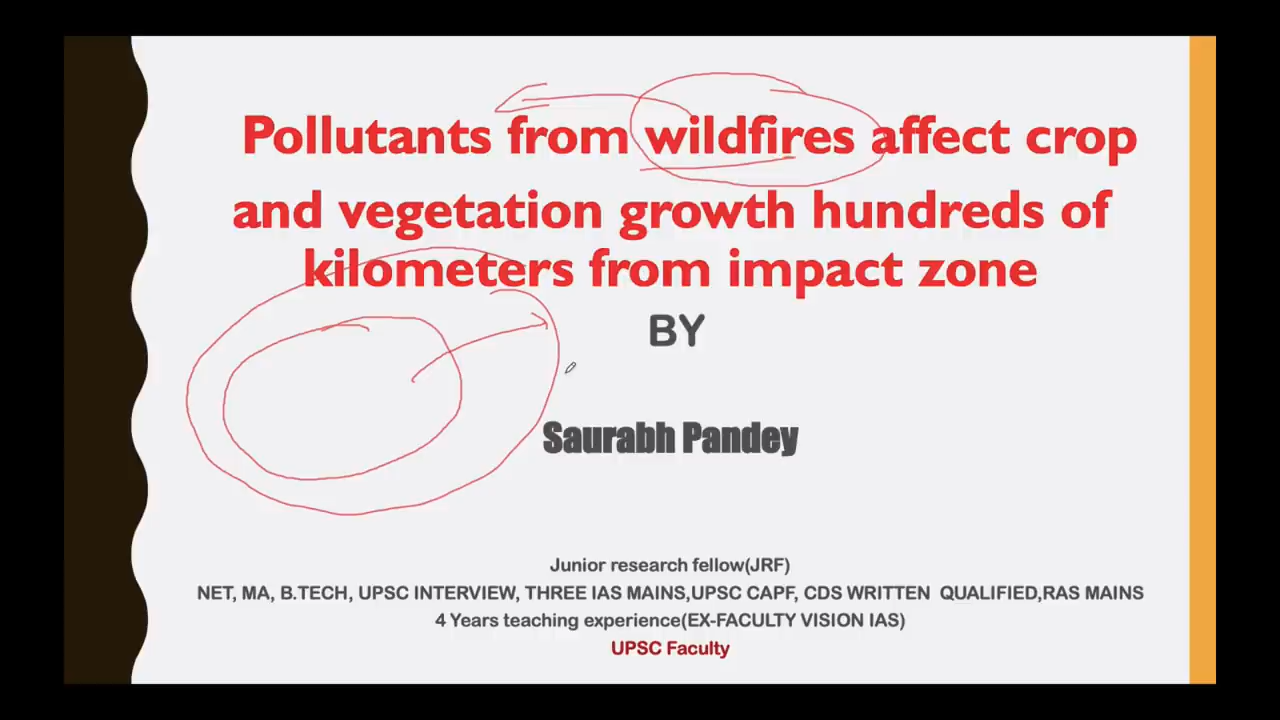 Pollutants from wildfires affect crop
and vegetation growth hundreds of
kilometers from impact zone
BY
Saurabh Pandey
Junior research fellow(JRF)
NET, MA, B.TECH, UPSC INTERVIEW, THREE IAS MAINS,UPSC CAPF, CDS WRITTEN QUALIFIED,RAS MAINS
4 Years teaching experience(EX-FACULTY VISION IAS)
UPSC Faculty